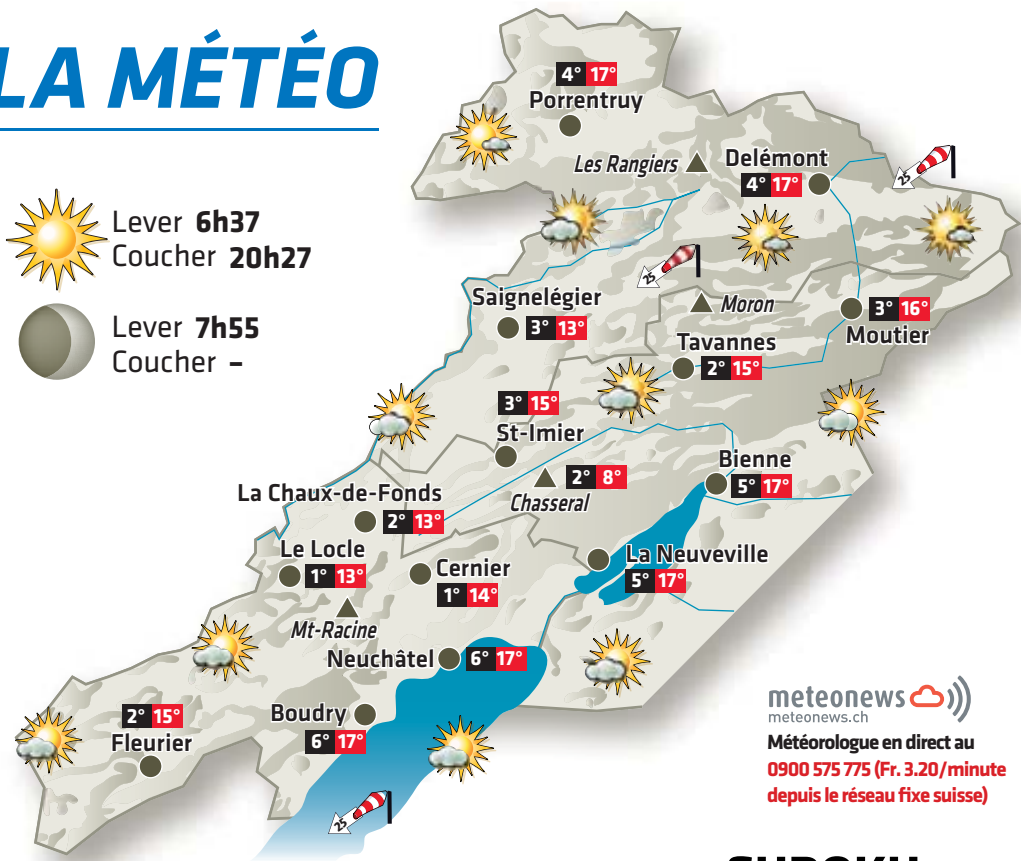 LA MÉTÉO
Lever 6h37
Coucher 20h27
Lever 7h55
Coucher –
4° 17°
Porrentruy
Les Rangiers
Delémont
4° 17°
25
25
Saignelégier
3° 13°
Moron
3° 16°
Moutier
Tavannes
2° 15°
3° 15°
St-Imier
2° 8°
Chasseral
Bienne
5° 17°
La Chaux-de-Fonds
2° 13°
Le Locle
1° 13°
Cernier
1° 14°
La Neuveville
5° 17°
Mt-Racine
Neuchâtel 6° 17°
Boudry
6° 17°
2° 15°
Fleurier
25
meteonews
meteonews.ch
Météorologue en direct au
0900 575 775 (Fr. 3.20/minute
depuis le réseau fixe suisse)